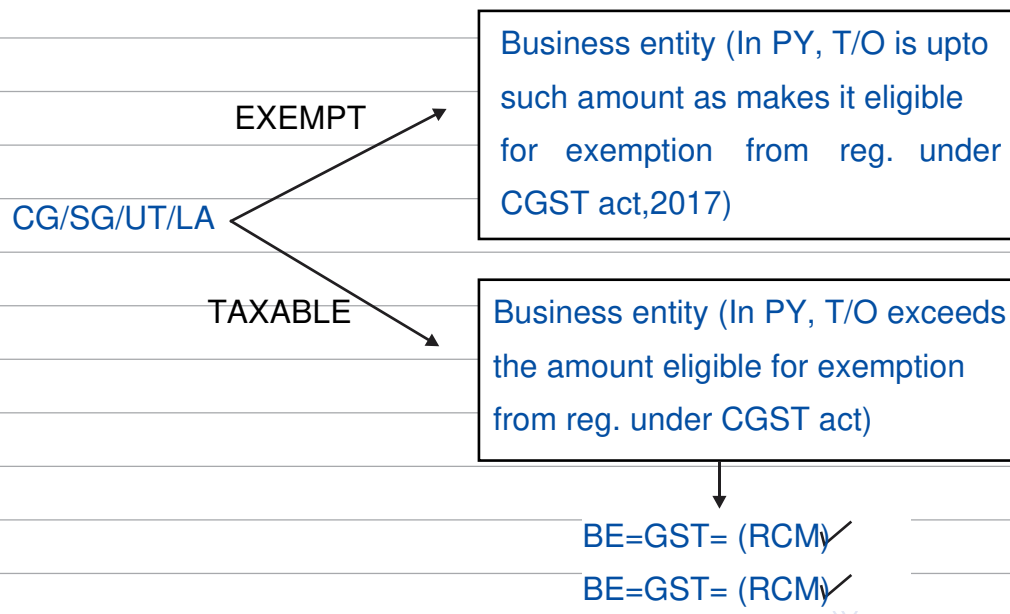 Business entity (In PY, T/O is upto
such amount as makes it eligible
for exemption from reg. under
CGST act,2017)
EXEMPT
CG/SG/UT/LA
TAXABLE
Business entity (In PY, T/O exceeds
the amount eligible for exemption
from reg. under CGST act)
BE=GST= (RCM)✓
BE=GST= (RCM)✓